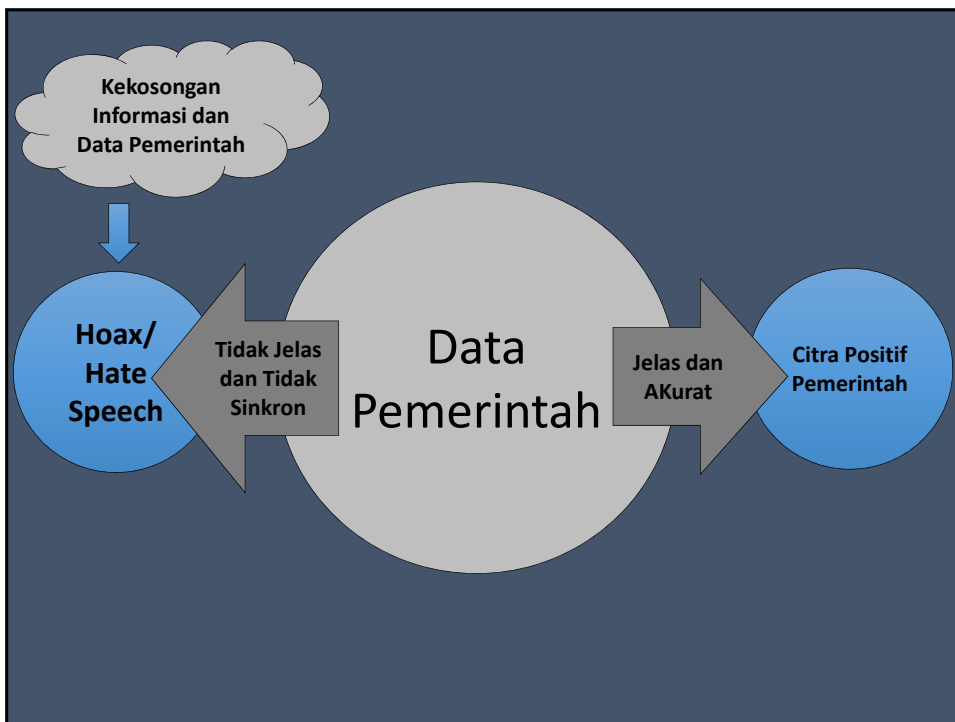 Kekosongan
Informasi dan
Data Pemerintah
Hoax/
Hate
Speech
Tidak Jelas
dan Tidak
Sinkron
Data
Pemerintah
Jelas dan
AKurat
Citra Positif
Pemerintah